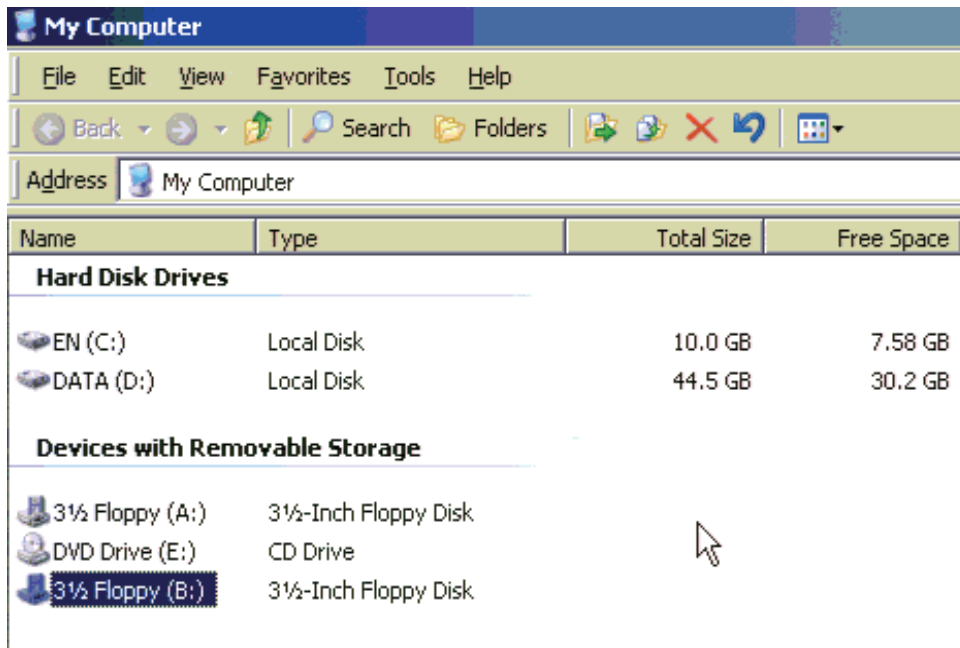 My Computer
File Edit View Favorites Tools Help
Back Search Folders
Address My Computer
Name Type Total Size Free Space
Hard Disk Drives
EN (C:) Local Disk 10.0 GB 7.58 GB
DATA (D:) Local Disk 44.5 GB 30.2 GB
Devices with Removable Storage
3½ Floppy (A:) 3½-Inch Floppy Disk
DVD Drive (E:) CD Drive
3½ Floppy (B:) 3½-Inch Floppy Disk